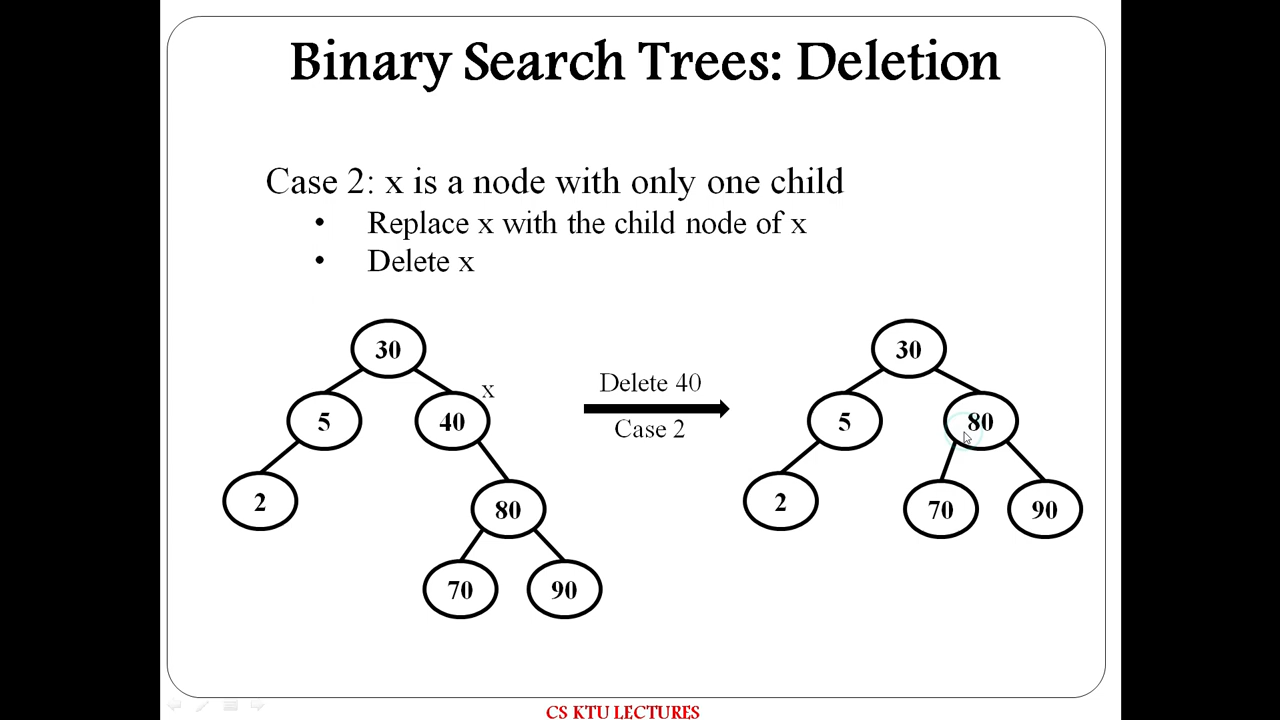 Binary Search Trees: Deletion
Case 2: x is a node with only one child
• Replace x with the child node of x
• Delete x
30
x
5
40
2
80
70
90
Delete 40
Case 2
30
5
80
2
70
90
CS KTU LECTURES